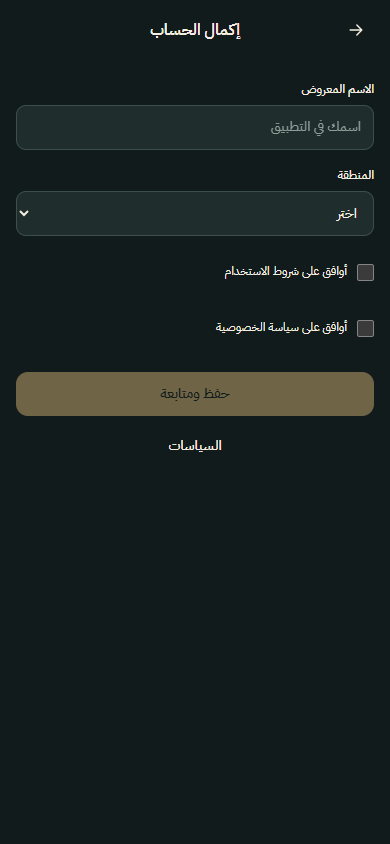 إكمال الحساب
الاسم المعروض
اسمك في التطبيق
المنطقة
اختر
أوافق على شروط الاستخدام
أوافق على سياسة الخصوصية
حفظ ومتابعة
السياسات